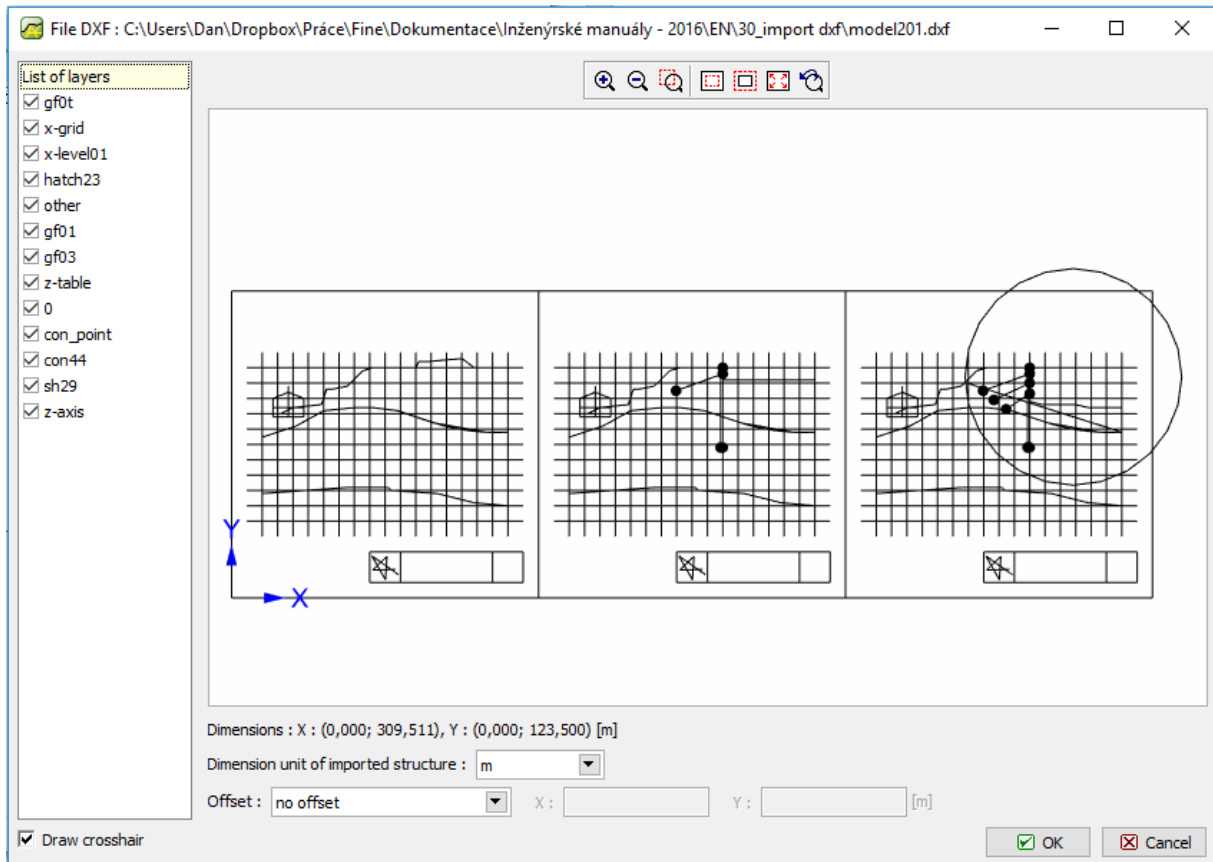 File DXF : C:\Users\Dan\Dropbox\Práce\Fine\Dokumentace\Inženýrské manuály - 2016\EN\30_import dxf\model201.dxf
List of layers
gf0t
x-grid
x-level01
hatch23
other
gf01
gf03
z-table
0
con_point
con44
sh29
z-axis
Y
X
Dimensions : X : (0,000; 309,511), Y : (0,000; 123,500) [m]
Dimension unit of imported structure : m
Offset : no offset X : Y : [m]
Draw crosshair
OK Cancel